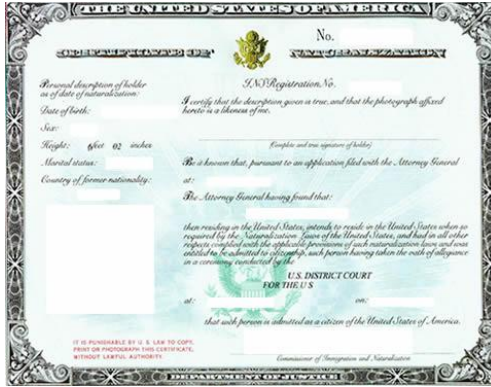 THE UNITED STATES OF AMERICA
No.
CERTIFICATE OF NATURALIZATION
Personal description of holder
as of date of naturalization:
Date of birth:
Sex:
Height: 6feet 02 inches
Marital status:
Country of former nationality:
INS Registration No.
I certify that the description given is true, and that the photograph affixed
hereto is a likeness of me.
(Complete and true signature of holder)
Be it known that, pursuant to an application filed with the Attorney General
at:
The Attorney General having found that:
then residing in the United States, intends to reside in the United States when so
required by the Naturalization Laws of the United States, and had in all other
respects complied with the applicable provisions of such naturalization laws and was
entitled to be admitted to citizenship, such person having taken the oath of allegiance
in a ceremony conducted by the
U.S. DISTRICT COURT
FOR THE U S
at:
on:
that such person is admitted as a citizen of the United States of America.
IT IS PUNISHABLE BY U. S. LAW TO COPY,
PRINT OR PHOTOGRAPH THIS CERTIFICATE,
WITHOUT LAWFUL AUTHORITY.
Commissioner of Immigration and Naturalization
DEPARTMENT OF JUSTICE